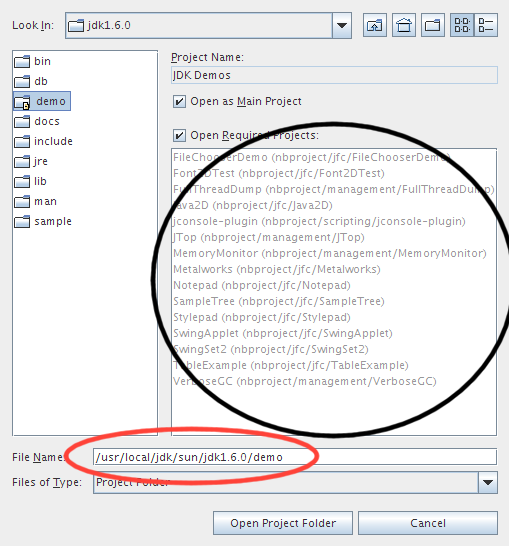 Look In: jdk1.6.0
bin
db
demo
docs
include
jre
lib
man
sample
Project Name:
JDK Demos
Open as Main Project
Open Required Projects:
FileChooserDemo (nbproject/jfc/FileChooserDemo)
Font2DTest (nbproject/jfc/Font2DTest)
FullThreadDump (nbproject/management/FullThreadDump)
Java2D (nbproject/jfc/Java2D)
jconsole-plugin (nbproject/scripting/jconsole-plugin)
JTop (nbproject/management/JTop)
MemoryMonitor (nbproject/management/MemoryMonitor)
Metalworks (nbproject/jfc/Metalworks)
Notepad (nbproject/jfc/Notepad)
SampleTree (nbproject/jfc/SampleTree)
Stylepad (nbproject/jfc/Stylepad)
SwingApplet (nbproject/jfc/SwingApplet)
SwingSet2 (nbproject/jfc/SwingSet2)
TableExample (nbproject/jfc/TableExample)
VerboseGC (nbproject/management/VerboseGC)
File Name: /usr/local/jdk/sun/jdk1.6.0/demo
Files of Type: Project Folder
Open Project Folder Cancel